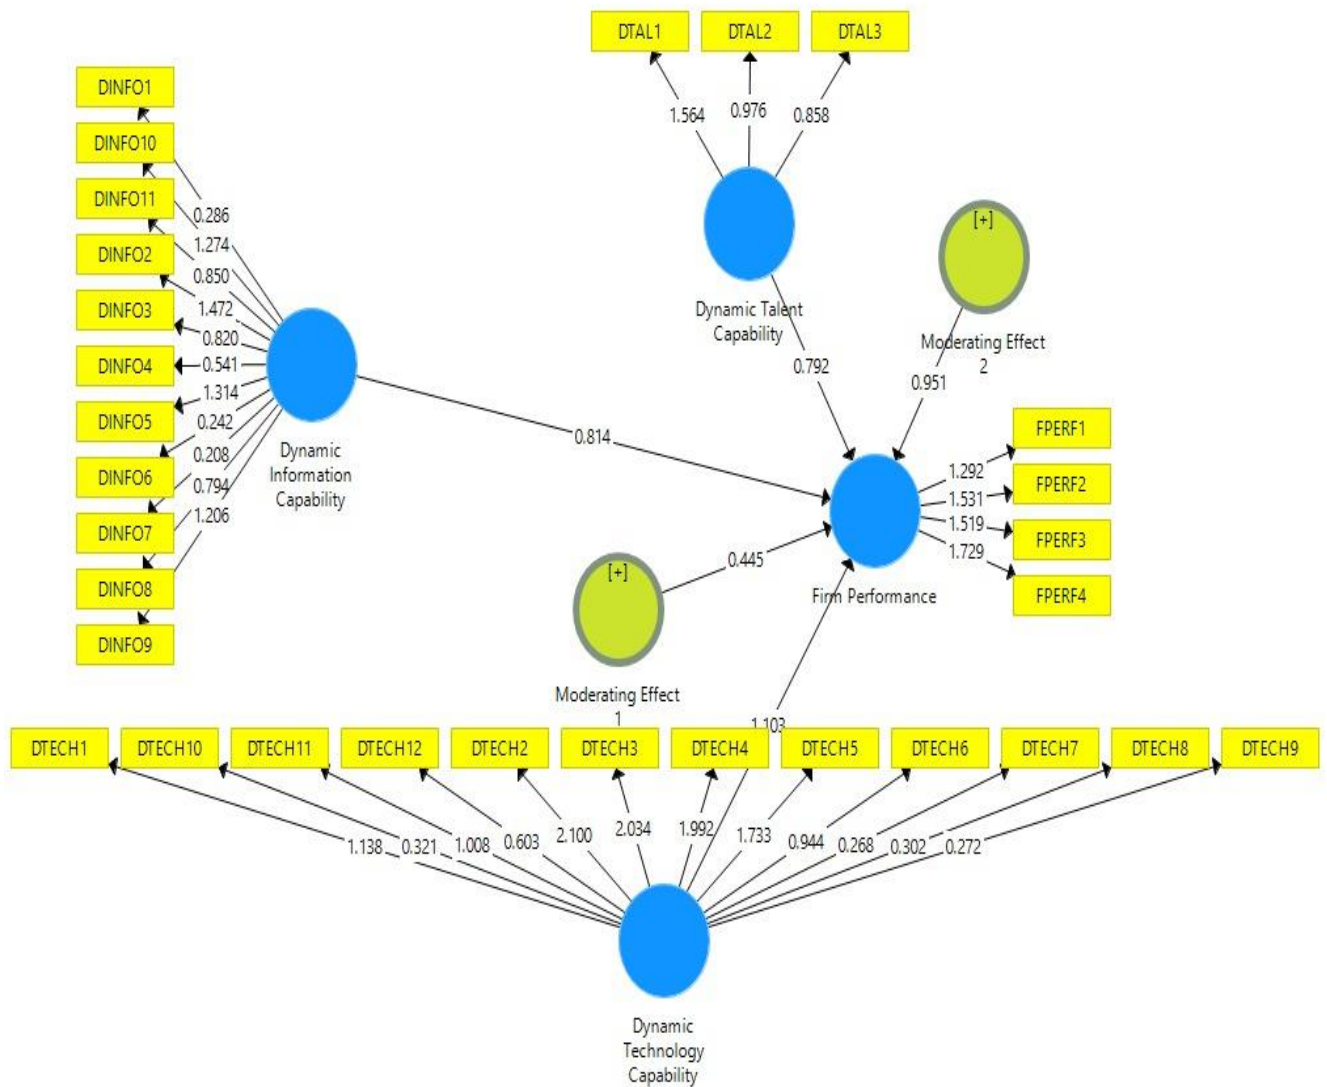 DTAL1
DTAL2
DTAL3
1.564
0.976
0.858
DINFO1
DINFO10
DINFO11
DINFO2
DINFO3
DINFO4
DINFO5
DINFO6
DINFO7
DINFO8
DINFO9
0.286
1.274
0.850
1.472
0.820
0.541
1.314
0.242
0.208
0.794
1.206
Dynamic
Information
Capability
0.814
Dynamic Talent
Capability
0.792
[+]
Moderating Effect
2
0.951
FPERF1
FPERF2
FPERF3
FPERF4
1.292
1.531
1.519
1.729
Firm Performance
[+]
0.445
Moderating Effect
1
1.103
DTECH1
DTECH10
DTECH11
DTECH12
DTECH2
DTECH3
DTECH4
DTECH5
DTECH6
DTECH7
DTECH8
DTECH9
1.138
0.321
1.008
0.603
2.100
2.034
1.992
1.733
0.944
0.268
0.302
0.272
Dynamic
Technology
Capability